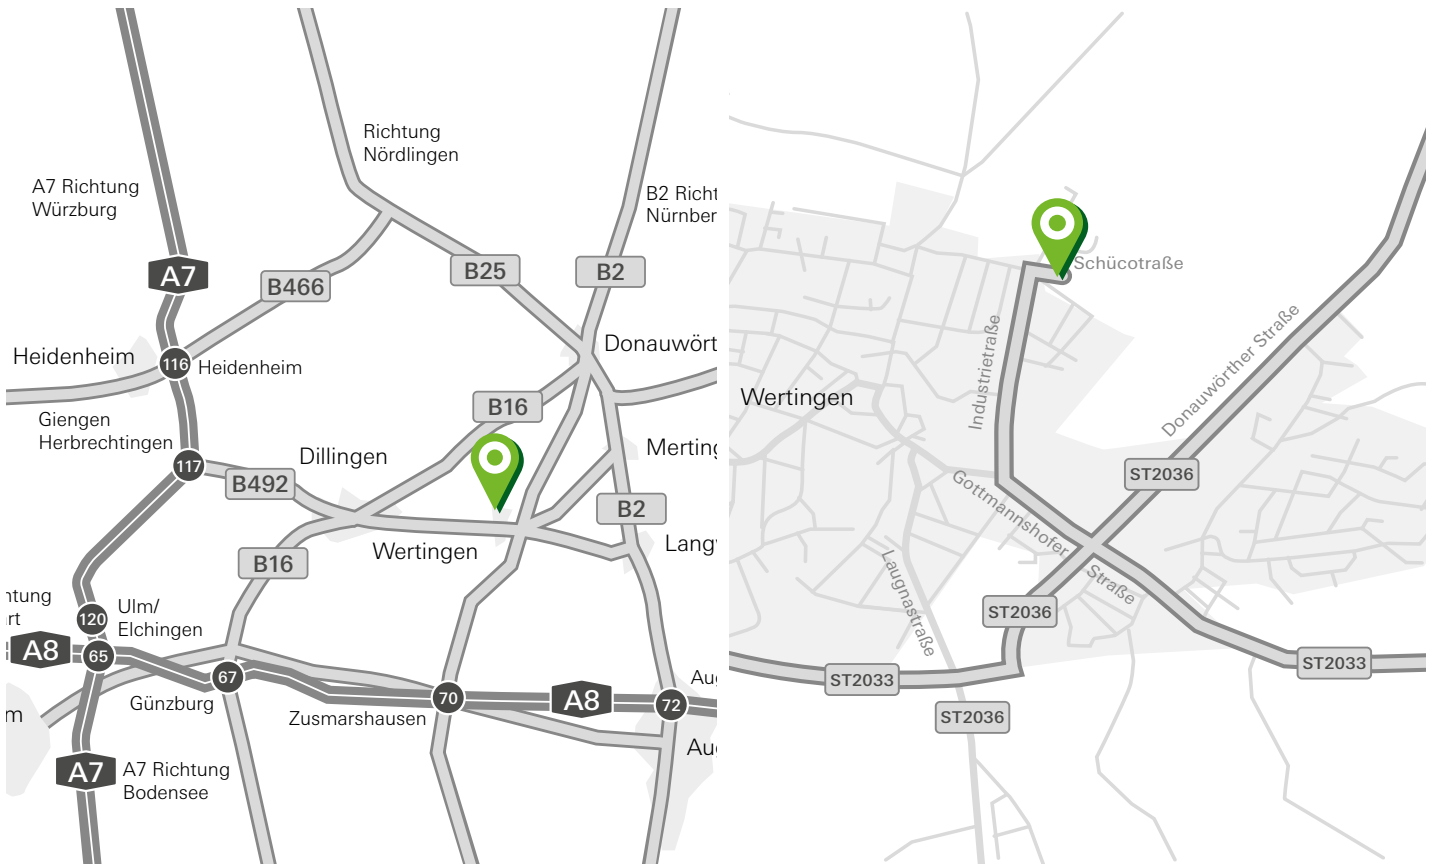 Richtung
Nördlingen
A7 Richtung
Würzburg
B2 Richt
Nürnber
A7
B466
B25
B2
Heidenheim
116
Heidenheim
Donauwört
B16
Giengen
Herbrechtingen
117
Dillingen
Merting
B492
B2
Wertingen
Lang
B16
ntung
rt
120
Ulm/
Elchingen
A8
65
67
Günzburg
Zusmarshausen
70
A8
72
Aug
m
Aug
A7
A7 Richtung
Bodensee
Schücotraße
Industrietraße
Donauwörther Straße
Wertingen
ST2036
Gottmannshofer
Straße
Laugnastraße
ST2036
ST2033
ST2033
ST2036